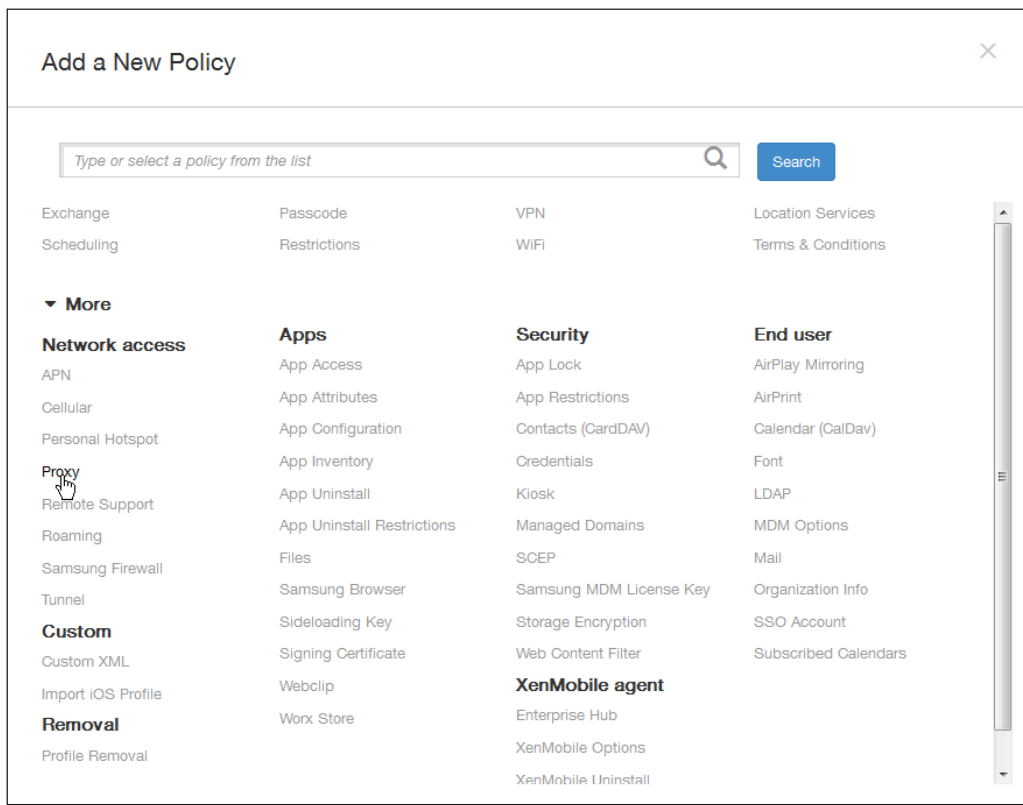 Add a New Policy
Type or select a policy from the list
Search
Exchange
Passcode
VPN
Location Services
Scheduling
Restrictions
WiFi
Terms & Conditions
More
Network access
APN
Cellular
Personal Hotspot
Proxy
Remote Support
Roaming
Samsung Firewall
Tunnel
Custom
Custom XML
Import iOS Profile
Removal
Profile Removal
Apps
App Access
App Attributes
App Configuration
App Inventory
App Uninstall
App Uninstall Restrictions
Files
Samsung Browser
Sideloading Key
Signing Certificate
Webclip
Worx Store
Security
App Lock
App Restrictions
Contacts (CardDAV)
Credentials
Kiosk
Managed Domains
SCEP
Samsung MDM License Key
Storage Encryption
Web Content Filter
XenMobile agent
Enterprise Hub
XenMobile Options
XenMobile Uninstall
End user
AirPlay Mirroring
AirPrint
Calendar (CalDav)
Font
LDAP
MDM Options
Mail
Organization Info
SSO Account
Subscribed Calendars